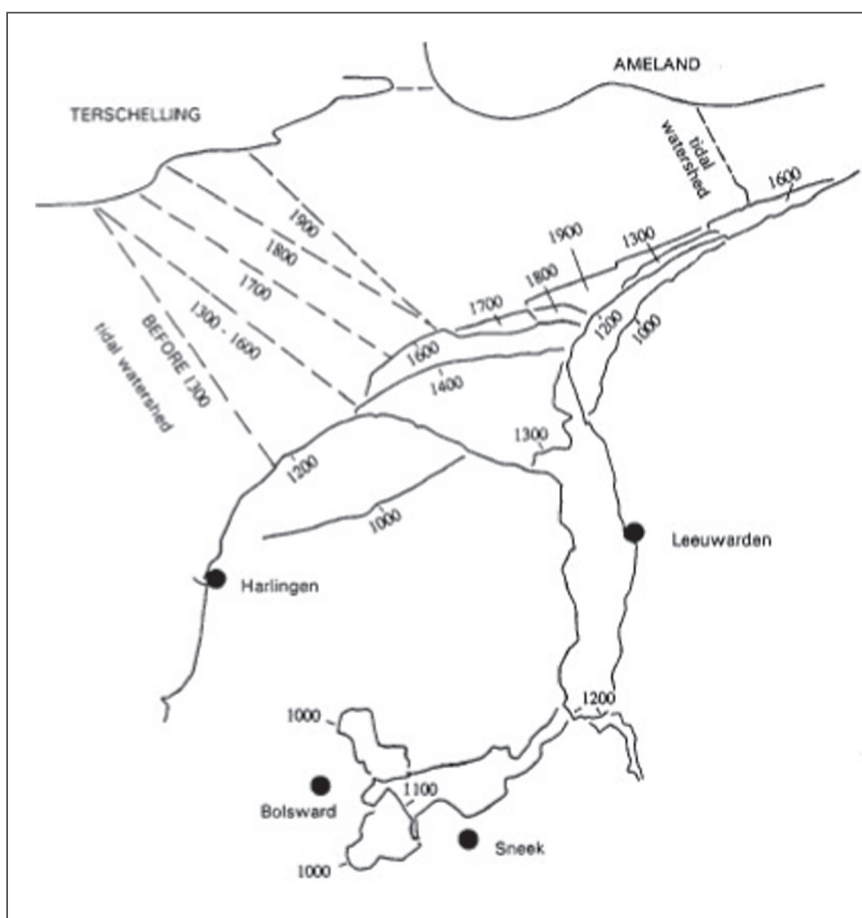 AMELAND
TERSCHELLING
tidal
watershed
1600
1900
1900
1300
1800
1800
1700
1700
1200
1000
1300 - 1600
1600
BEFORE 1300
tidal watershed
1400
1300
1200
1000
Leeuwarden
Harlingen
1200
1000
1100
Bolsward
Sneek
1000